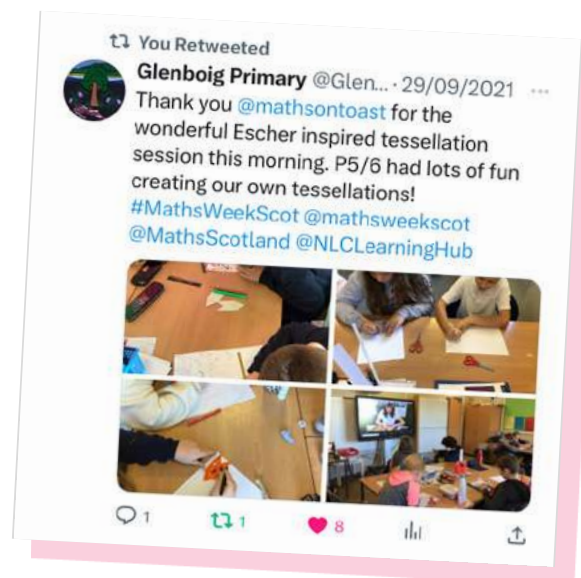 You Retweeted
Glenboig Primary @Glen... · 29/09/2021 ...
Thank you @mathsontoast for the
wonderful Escher inspired tessellation
session this morning. P5/6 had lots of fun
creating our own tessellations!
#MathsWeekScot @mathsweekscot
@MathsScotland @NLCLearningHub
1
1
8